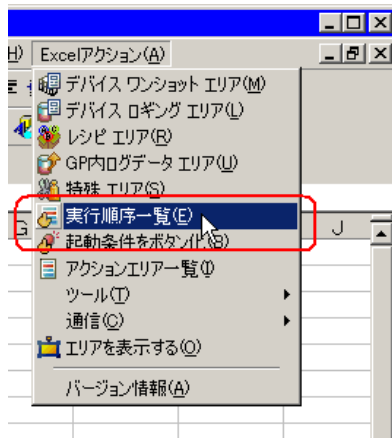 H) Excelアクション(A)
デバイス ワンショット エリア(M)
デバイス ロギング エリア(L)
レシピ エリア(R)
GP内ログデータ エリア(U)
特殊 エリア(S)
実行順序一覧(E)
起動条件をボタン化(B)
アクションエリア一覧(I)
ツール(T)
通信(C)
エリアを表示する(O)
バージョン情報(A)
G
J